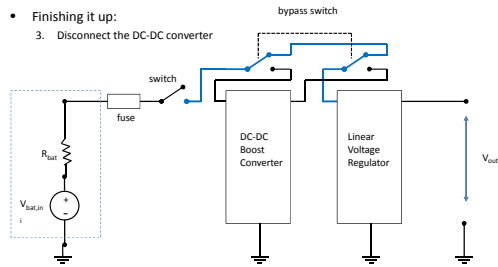 • Finishing it up:
3. Disconnect the DC-DC converter
bypass switch
switch
fuse
Rbat
Vbat,in
i
+
-
DC-DC
Boost
Converter
Linear
Voltage
Regulator
Vout